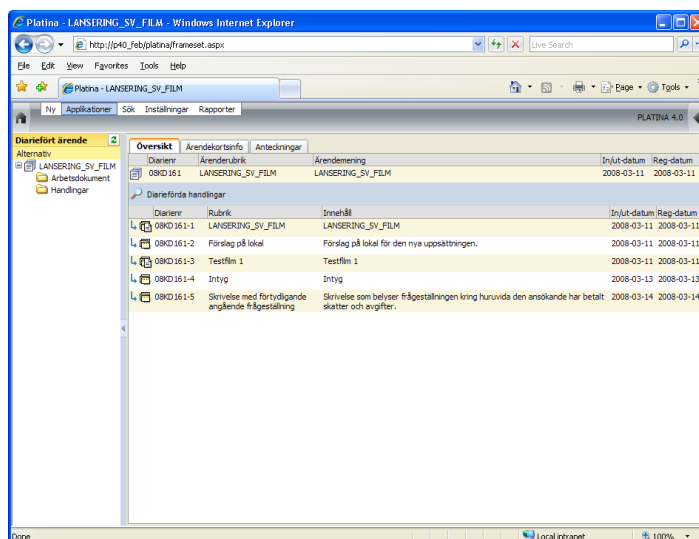 Platina - LANSERING_SV_FILM - Windows Internet Explorer
http://p40_feb/platina/frameset.aspx
Live Search
File Edit View Favorites Tools Help
Platina - LANSERING_SV_FILM
Page Tools
Ny Applikationer Sök Inställningar Rapporter
PLATINA 4.0
Diariefört ärende
Alternativ
LANSERING_SV_FILM
Arbetsdokument
Handlingar
Översikt Ärendekortsinfo Anteckningar
Diarienr Ärenderubrik Ärendemening In/ut-datum Reg-datum
08KD161 LANSERING_SV_FILM LANSERING_SV_FILM 2008-03-11 2008-03-11
Diarieförda handlingar
Diarienr Rubrik Innehåll In/ut-datum Reg-datum
08KD161-1 LANSERING_SV_FILM LANSERING_SV_FILM 2008-03-11 2008-03-11
08KD161-2 Förslag på lokal Förslag på lokal för den nya uppsättningen. 2008-03-11 2008-03-11
08KD161-3 Testfilm 1 Testfilm 1 2008-03-11 2008-03-11
08KD161-4 Intyg Intyg 2008-03-13 2008-03-13
08KD161-5 Skrivelse med förtydligande Skrivelse som belyser frågeställningen kring huruvida den ansökande har betalt 2008-03-14 2008-03-14
angående frågeställning skatter och avgifter.
Done Local intranet 100%